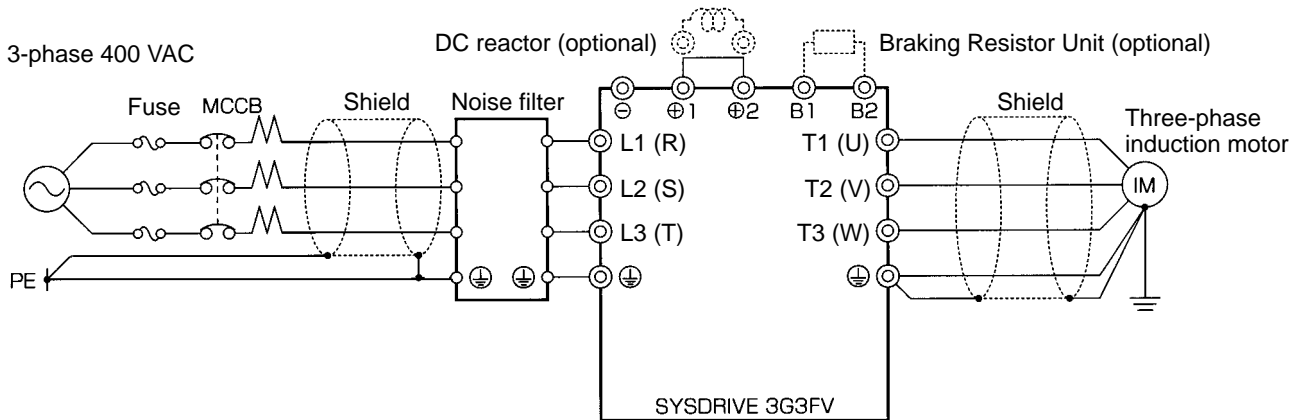 DC reactor (optional)
Braking Resistor Unit (optional)
3-phase 400 VAC
Fuse
MCCB
Shield
Noise filter
⊖
⊕1
⊕2
B1
B2
Shield
Three-phase
induction motor
L1 (R)
T1 (U)
L2 (S)
T2 (V)
IM
L3 (T)
T3 (W)
PE
SYSDRIVE 3G3FV